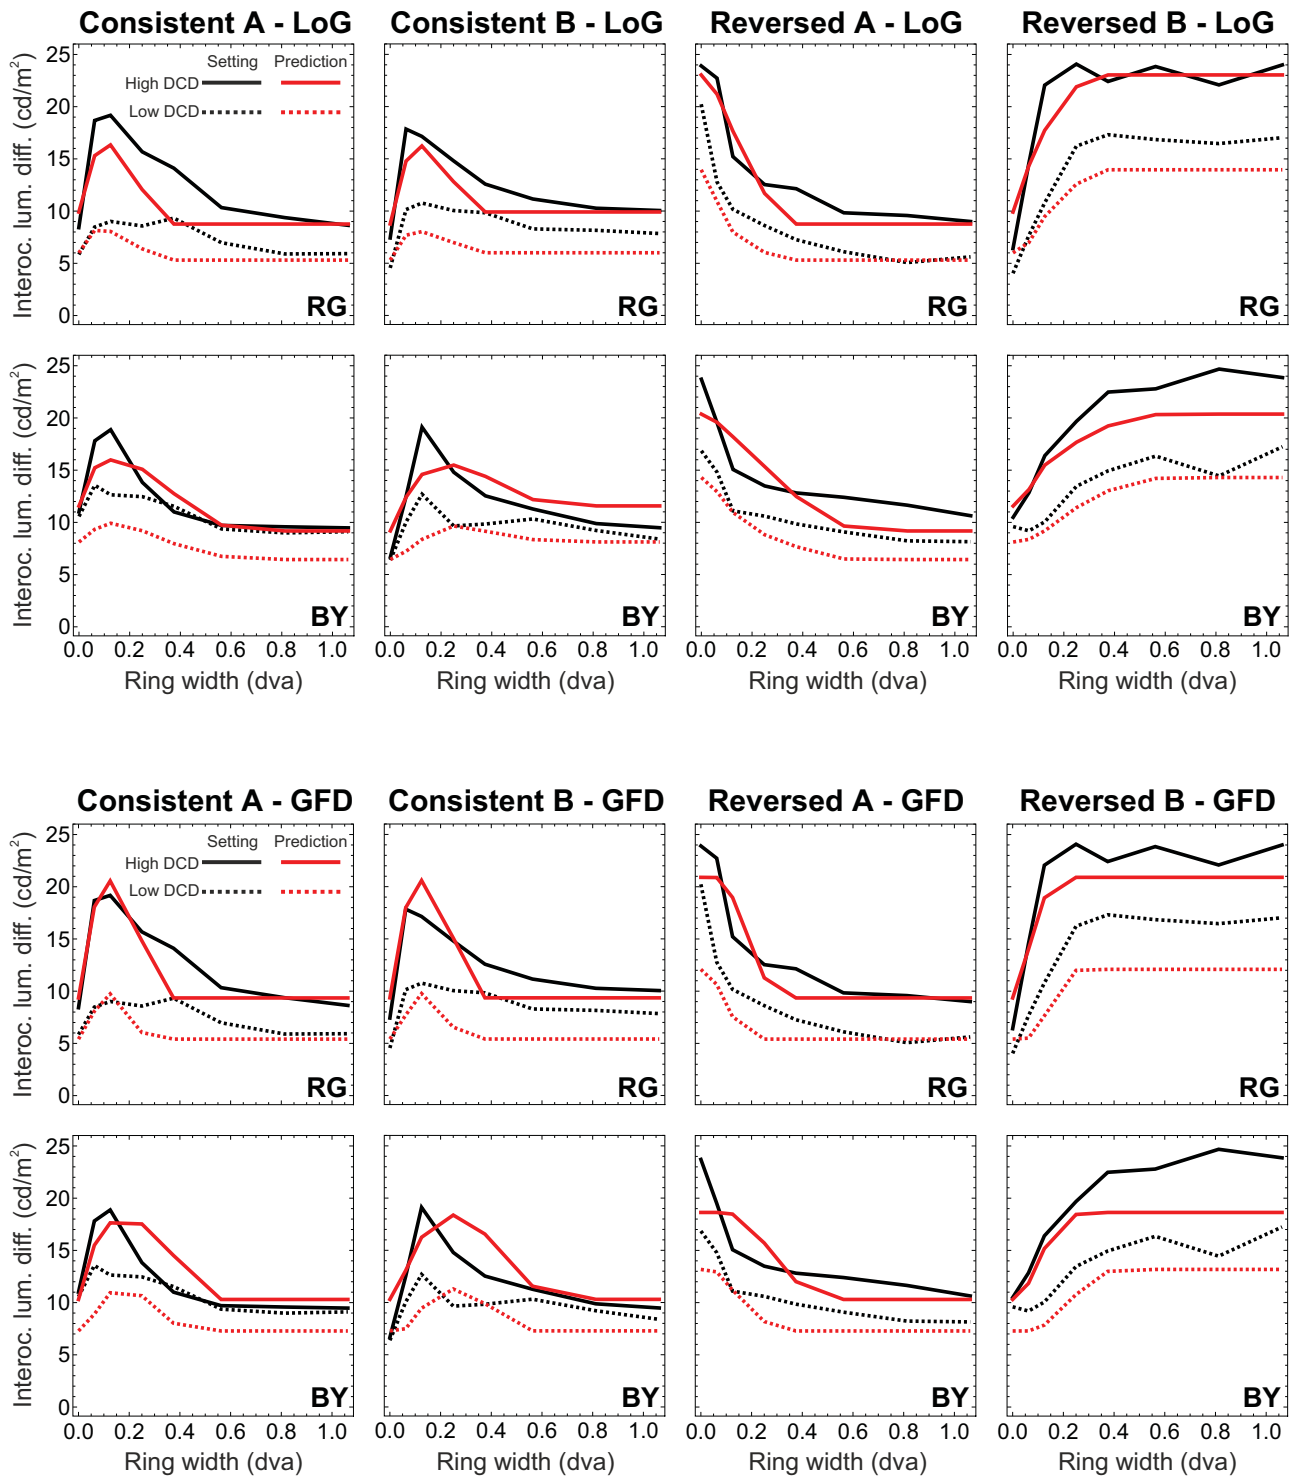 Consistent A - LoG
Consistent B - LoG
Reversed A - LoG
Reversed B - LoG
Interoc. lum. diff. (cd/m²)
25
20
15
10
5
0
Setting Prediction
High DCD
Low DCD
RG
RG
RG
RG
Interoc. lum. diff. (cd/m²)
25
20
15
10
5
0
BY
BY
BY
BY
0.0 0.2 0.4 0.6 0.8 1.0
0.0 0.2 0.4 0.6 0.8 1.0
0.0 0.2 0.4 0.6 0.8 1.0
0.0 0.2 0.4 0.6 0.8 1.0
Ring width (dva)
Ring width (dva)
Ring width (dva)
Ring width (dva)
Consistent A - GFD
Consistent B - GFD
Reversed A - GFD
Reversed B - GFD
Interoc. lum. diff. (cd/m²)
25
20
15
10
5
0
Setting Prediction
High DCD
Low DCD
RG
RG
RG
RG
Interoc. lum. diff. (cd/m²)
25
20
15
10
5
0
BY
BY
BY
BY
0.0 0.2 0.4 0.6 0.8 1.0
0.0 0.2 0.4 0.6 0.8 1.0
0.0 0.2 0.4 0.6 0.8 1.0
0.0 0.2 0.4 0.6 0.8 1.0
Ring width (dva)
Ring width (dva)
Ring width (dva)
Ring width (dva)